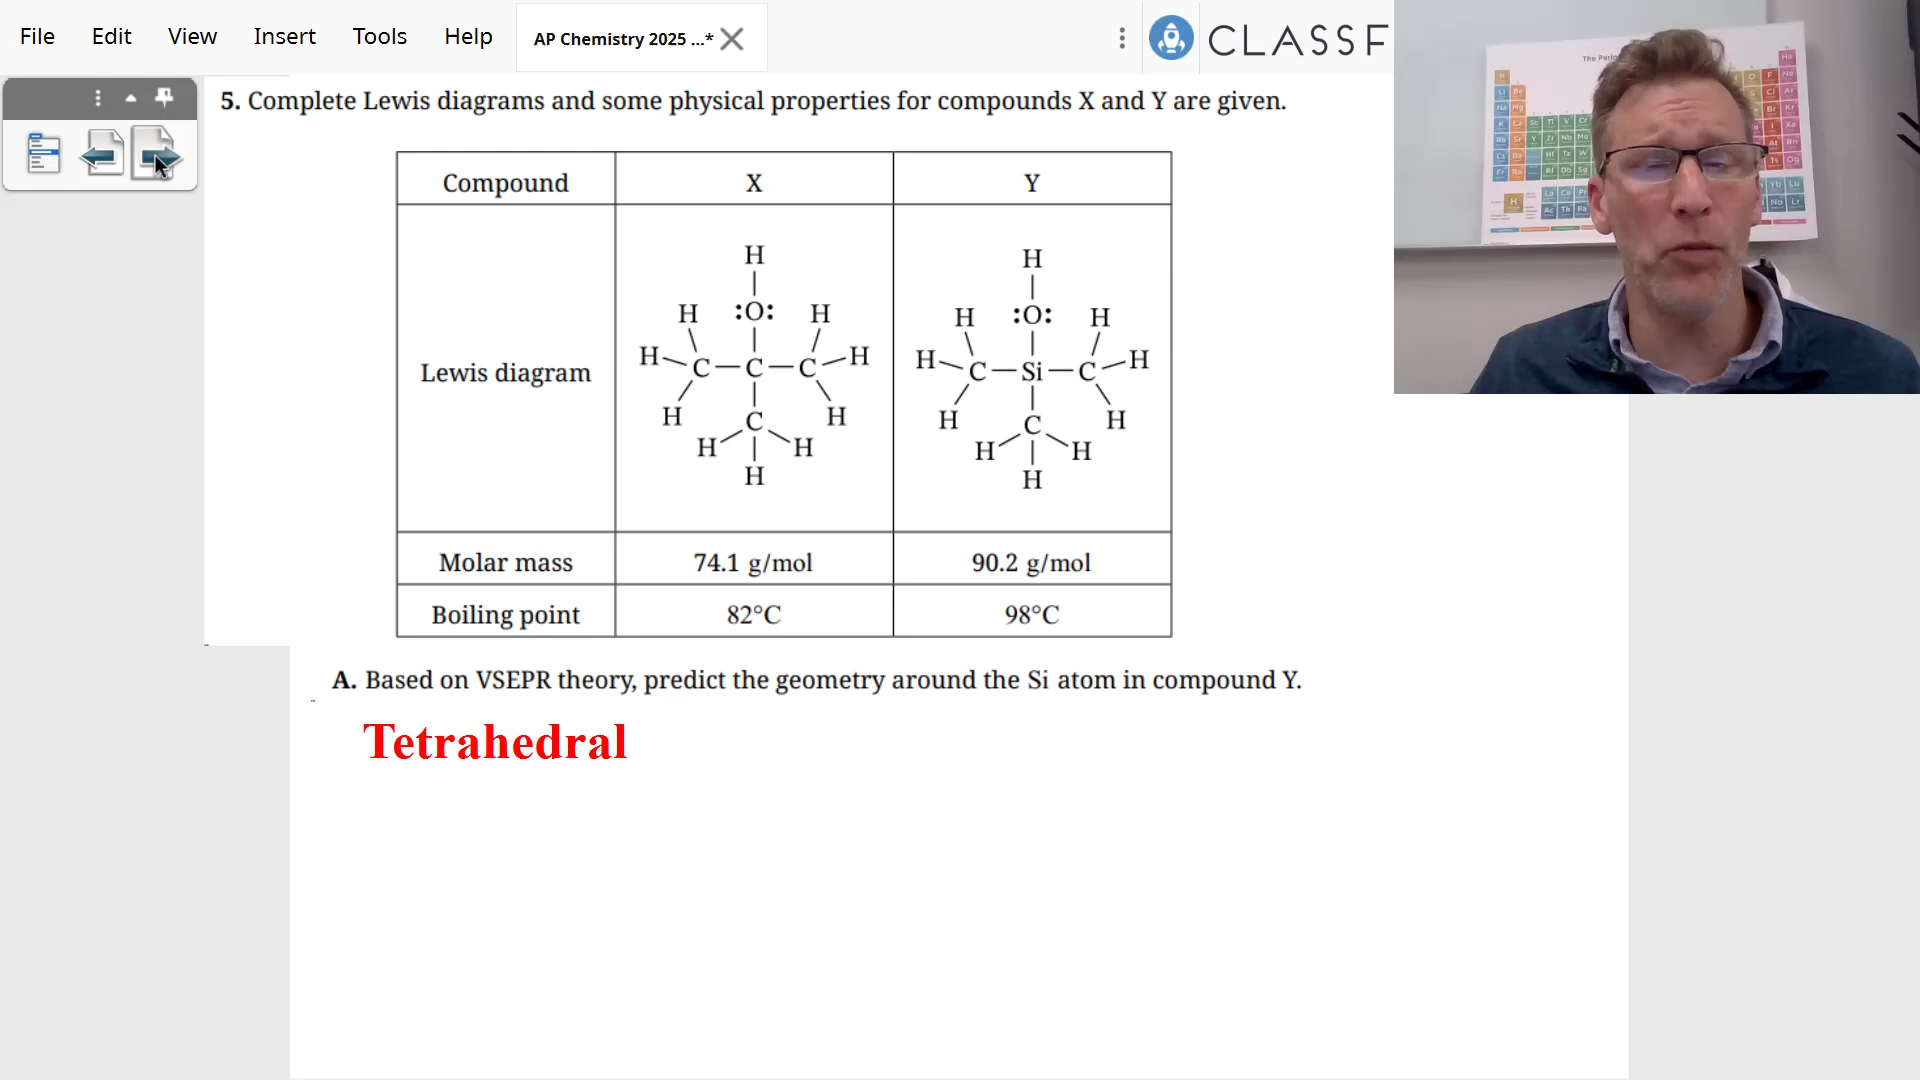 File Edit View Insert Tools Help AP Chemistry 2025 ...* CLASSF
5. Complete Lewis diagrams and some physical properties for compounds X and Y are given.
Compound X Y
Lewis diagram
H
H :O: H
H C C C H
H C H
H H
H
H
H :O: H
H C Si C H
H C H
H H
H
Molar mass 74.1 g/mol 90.2 g/mol
Boiling point 82°C 98°C
A. Based on VSEPR theory, predict the geometry around the Si atom in compound Y.
Tetrahedral